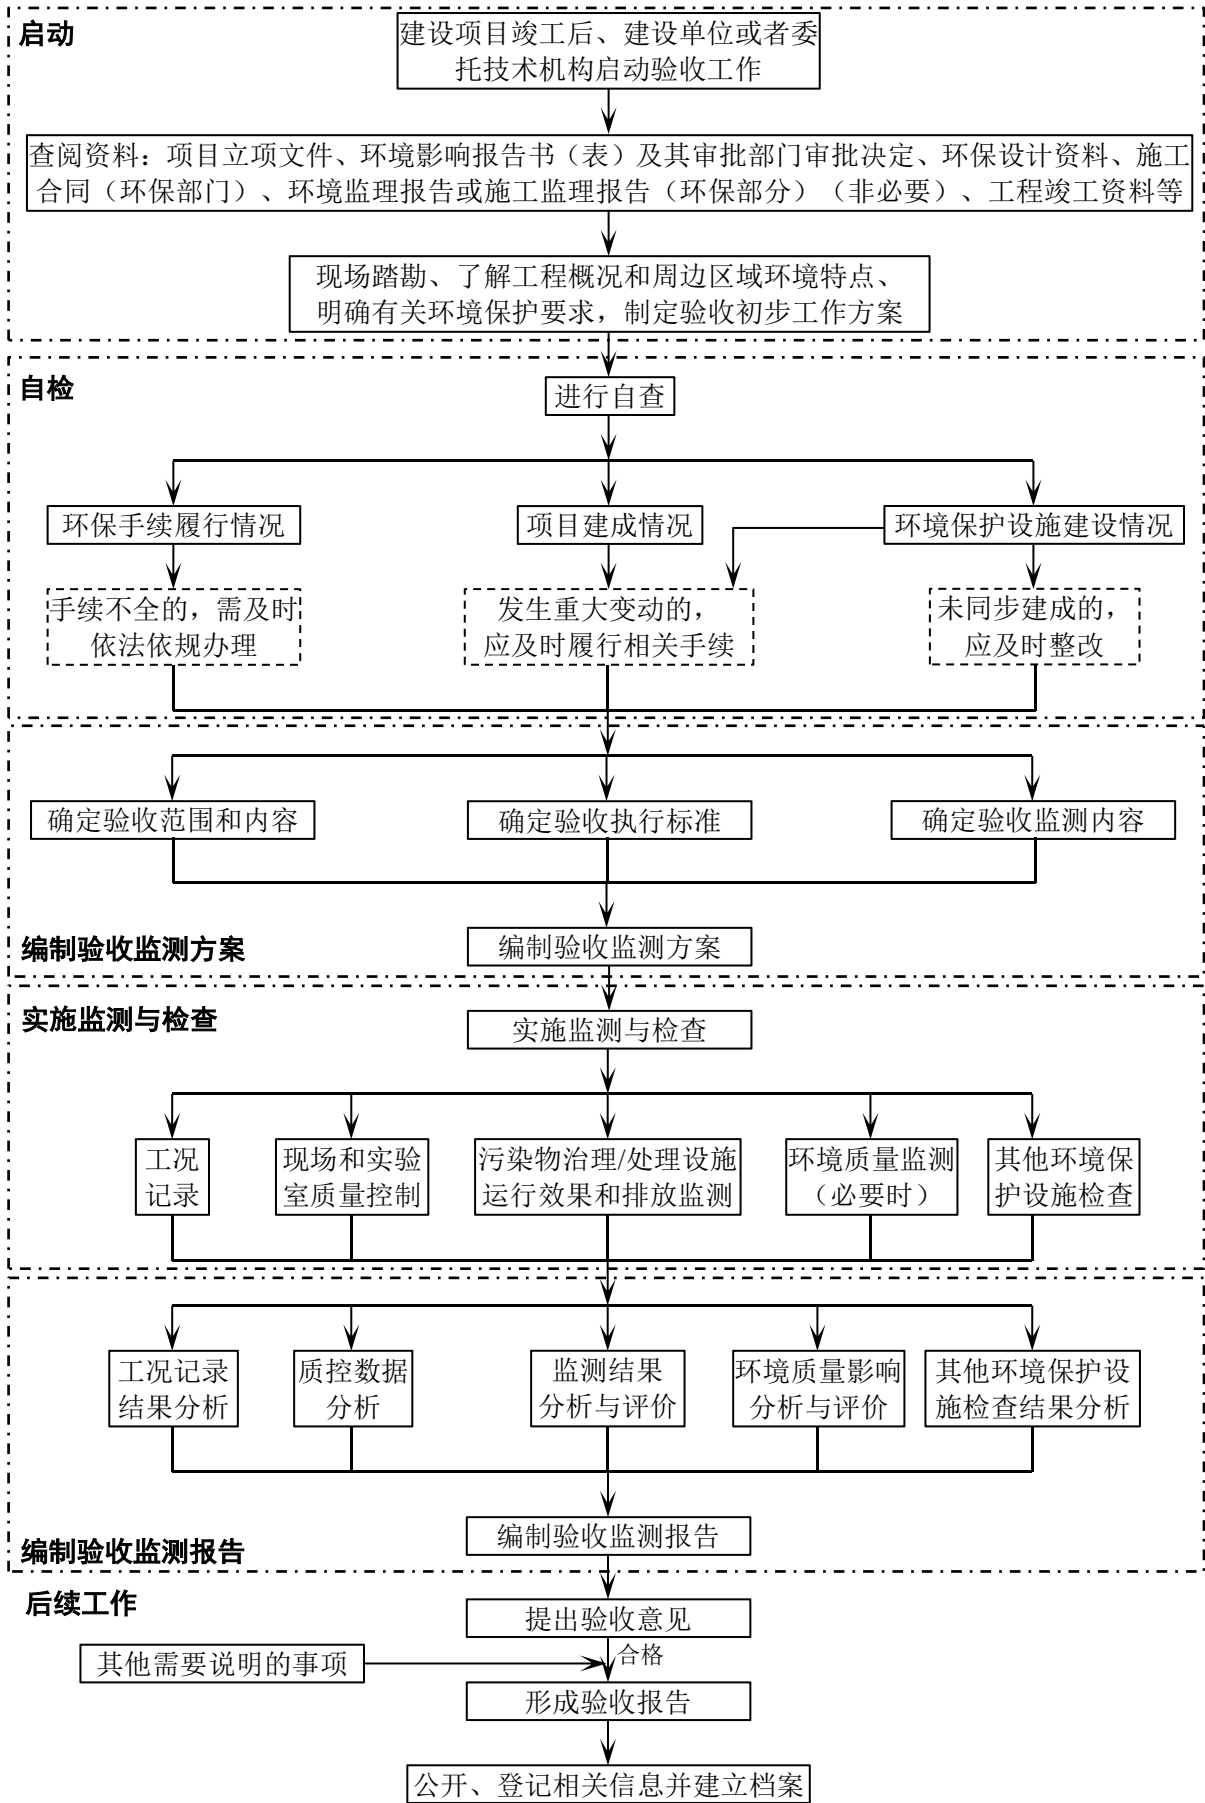 启动
建设项目竣工后、建设单位或者委
托技术机构启动验收工作
查阅资料：项目立项文件、环境影响报告书（表）及其审批部门审批决定、环保设计资料、施工
合同（环保部门）、环境监理报告或施工监理报告（环保部分）（非必要）、工程竣工资料等
现场踏勘、了解工程概况和周边区域环境特点、
明确有关环境保护要求，制定验收初步工作方案
自检
进行自查
环保手续履行情况
项目建成情况
环境保护设施建设情况
手续不全的，需及时
依法依规办理
发生重大变动的，
应及时履行相关手续
未同步建成的，
应及时整改
确定验收范围和内容
确定验收执行标准
确定验收监测内容
编制验收监测方案
编制验收监测方案
实施监测与检查
实施监测与检查
工况
记录
现场和实验
室质量控制
污染物治理/处理设施
运行效果和排放监测
环境质量监测
（必要时）
其他环境保
护设施检查
工况记录
结果分析
质控数据
分析
监测结果
分析与评价
环境质量影响
分析与评价
其他环境保护设
施检查结果分析
编制验收监测报告
编制验收监测报告
后续工作
提出验收意见
合格
其他需要说明的事项
形成验收报告
公开、登记相关信息并建立档案